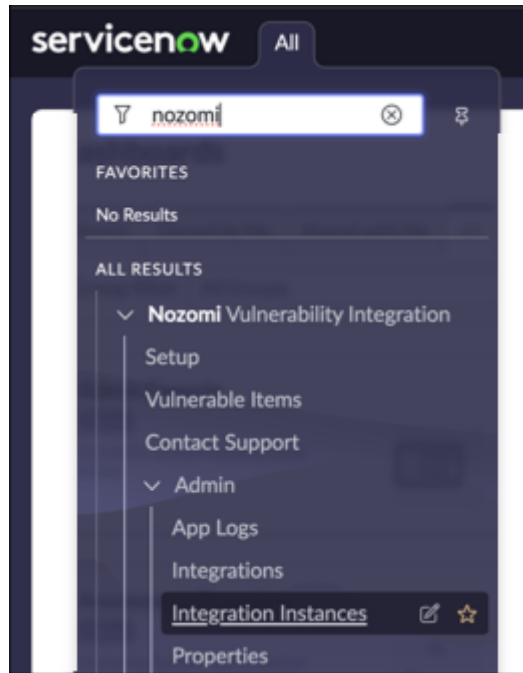 servicenow All
nozomi
FAVORITES
No Results
ALL RESULTS
Nozomi Vulnerability Integration
Setup
Vulnerable Items
Contact Support
Admin
App Logs
Integrations
Integration Instances
Properties